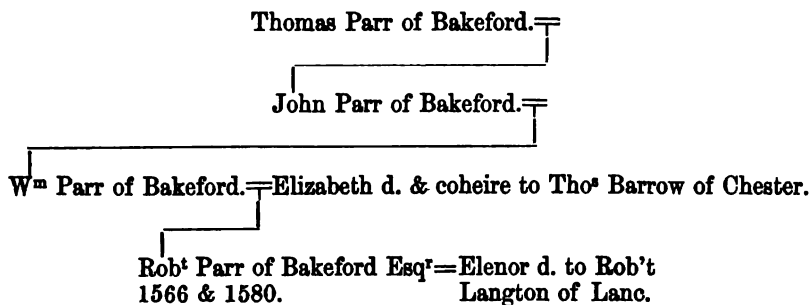 Thomas Parr of Bakeford.=
John Parr of Bakeford.=
Wᵐ Parr of Bakeford.=Elizabeth d. & coheire to Thoˢ Barrow of Chester.
Robᵗ Parr of Bakeford Esqʳ=Elenor d. to Rob't
1566 & 1580. Langton of Lanc.